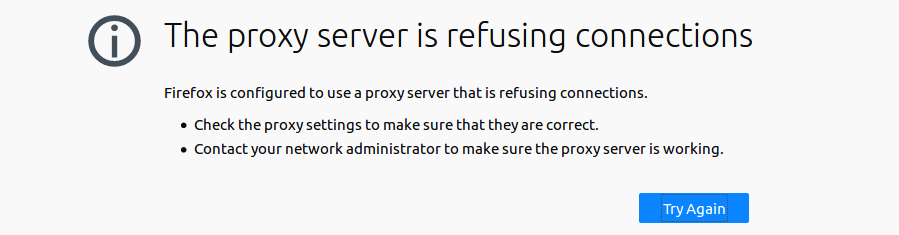 The proxy server is refusing connections
Firefox is configured to use a proxy server that is refusing connections.
• Check the proxy settings to make sure that they are correct.
• Contact your network administrator to make sure the proxy server is working.
Try Again